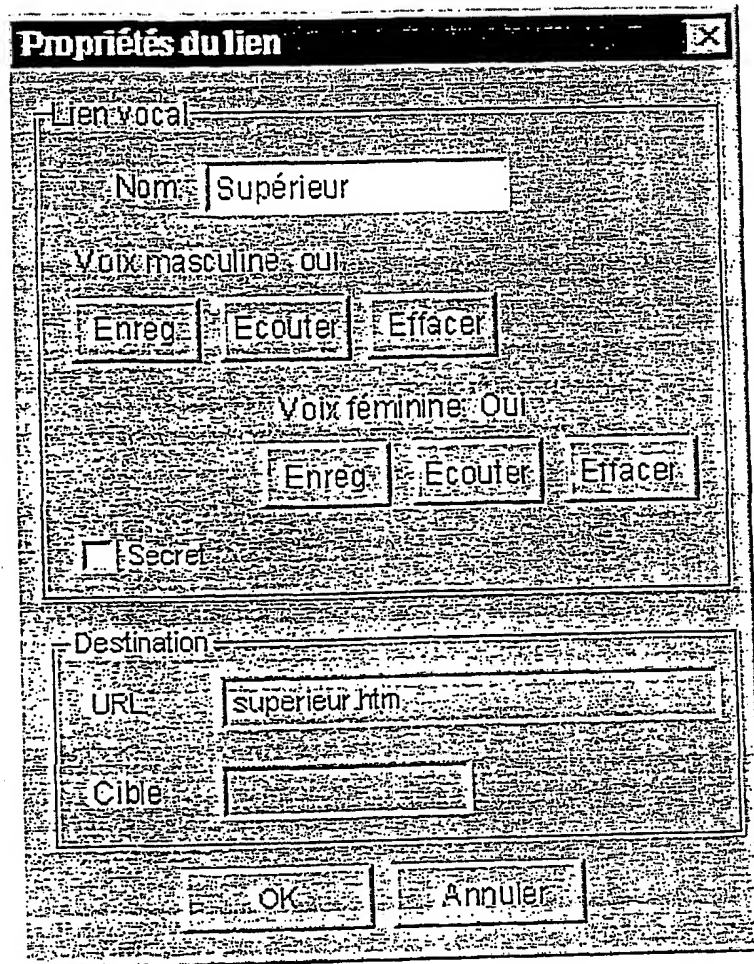 Propriétés du lien
Lien vocal
Nom Supérieur
Voix masculine oui
Enreg Ecouter Effacer
Voix féminine: Oui
Enreg Ecouter Effacer
Secret
Destination
URL superieur.htm
Cible
OK Annuler